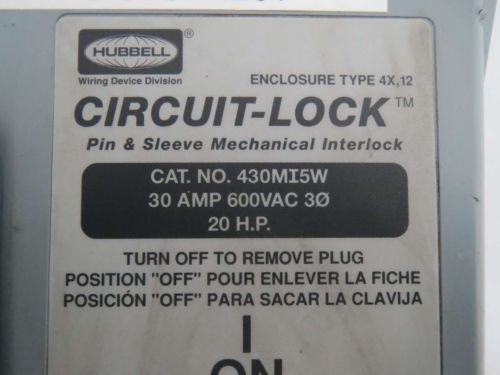 HUBBELL
®
Wiring Device Division
ENCLOSURE TYPE 4X,12
CIRCUIT-LOCK™
Pin & Sleeve Mechanical Interlock
CAT. NO. 430MI5W
30 AMP 600VAC 3Ø
20 H.P.
TURN OFF TO REMOVE PLUG
POSITION "OFF" POUR ENLEVER LA FICHE
POSICIÓN "OFF" PARA SACAR LA CLAVIJA
I
ON